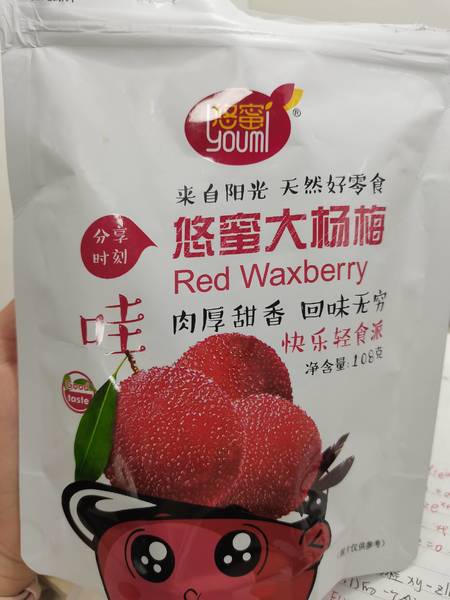 悠蜜
youmi
®
来自阳光 天然好零食
分享
时刻
悠蜜大杨梅
Red Waxberry
哇
肉厚甜香 回味无穷
快乐轻食派
净含量:108克
Good
taste